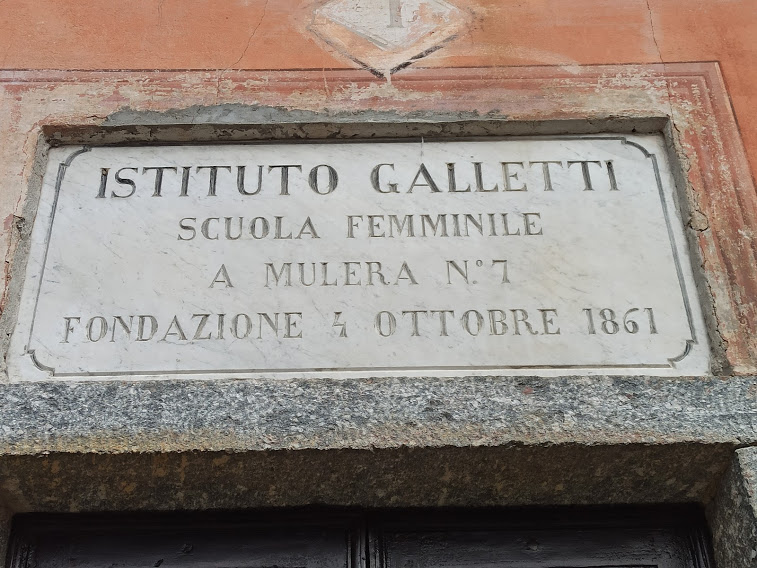 ISTITUTO GALLETTI
SCUOLA FEMMINILE
A MULERA N.º 7
FONDAZIONE 4 OTTOBRE 1861